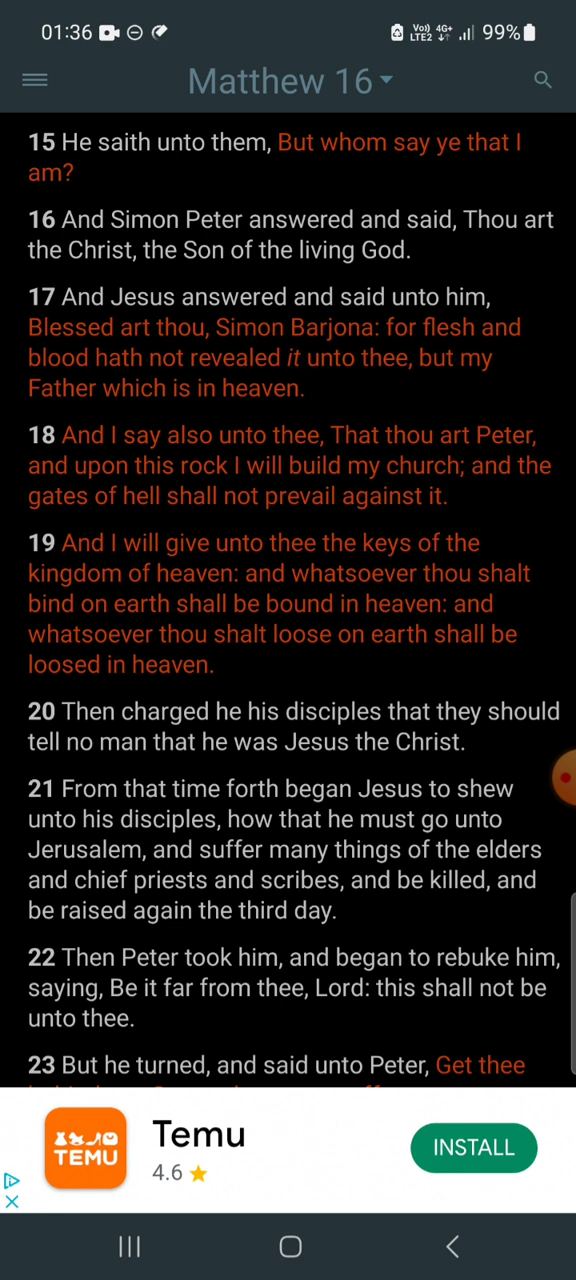 01:36
Vo) 4G+
LTE2 99%
Matthew 16
15 He saith unto them, But whom say ye that I
am?
16 And Simon Peter answered and said, Thou art
the Christ, the Son of the living God.
17 And Jesus answered and said unto him,
Blessed art thou, Simon Barjona: for flesh and
blood hath not revealed it unto thee, but my
Father which is in heaven.
18 And I say also unto thee, That thou art Peter,
and upon this rock I will build my church; and the
gates of hell shall not prevail against it.
19 And I will give unto thee the keys of the
kingdom of heaven: and whatsoever thou shalt
bind on earth shall be bound in heaven: and
whatsoever thou shalt loose on earth shall be
loosed in heaven.
20 Then charged he his disciples that they should
tell no man that he was Jesus the Christ.
21 From that time forth began Jesus to shew
unto his disciples, how that he must go unto
Jerusalem, and suffer many things of the elders
and chief priests and scribes, and be killed, and
be raised again the third day.
22 Then Peter took him, and began to rebuke him,
saying, Be it far from thee, Lord: this shall not be
unto thee.
23 But he turned, and said unto Peter, Get thee
TEMU
Temu
4.6
INSTALL